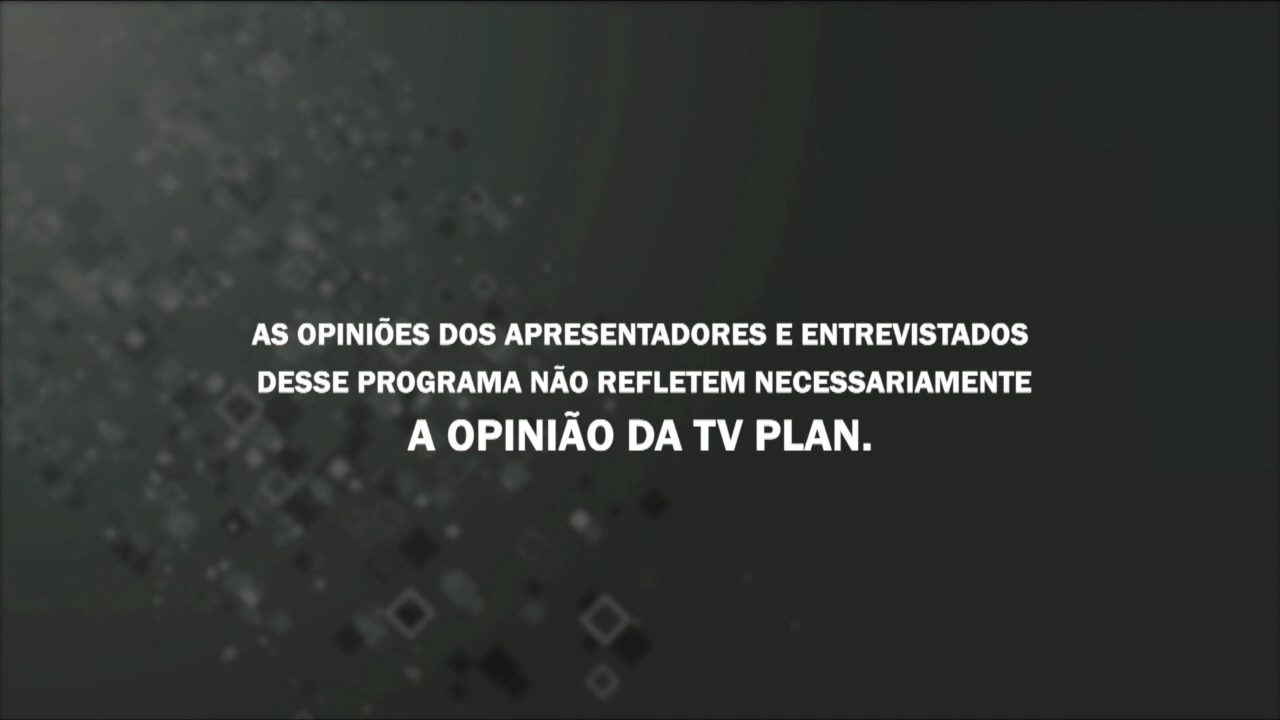 AS OPINIÕES DOS APRESENTADORES E ENTREVISTADOS
DESSE PROGRAMA NÃO REFLETEM NECESSARIAMENTE
A OPINIÃO DA TV PLAN.